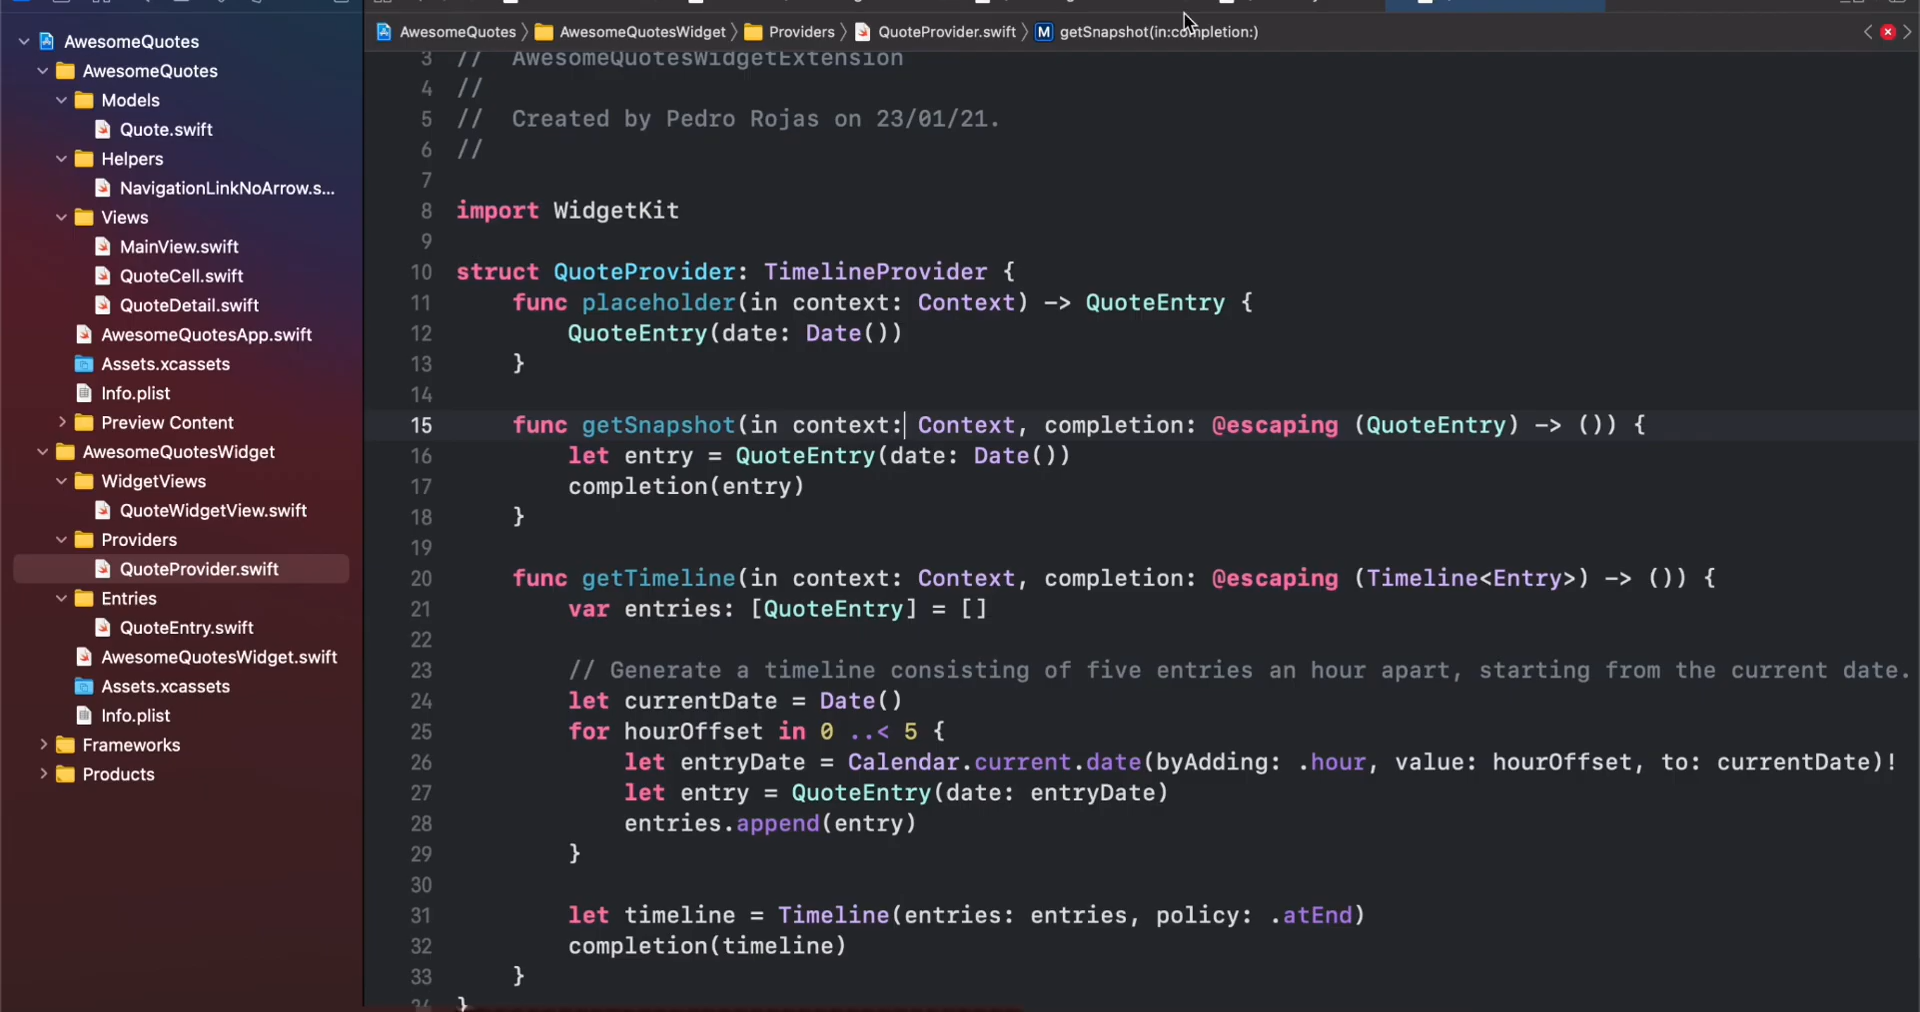 AwesomeQuotes
AwesomeQuotes
Models
Quote.swift
Helpers
NavigationLinkNoArrow.s...
Views
MainView.swift
QuoteCell.swift
QuoteDetail.swift
AwesomeQuotesApp.swift
Assets.xcassets
Info.plist
Preview Content
AwesomeQuotesWidget
WidgetViews
QuoteWidgetView.swift
Providers
QuoteProvider.swift
Entries
QuoteEntry.swift
AwesomeQuotesWidget.swift
Assets.xcassets
Info.plist
Frameworks
Products
AwesomeQuotes 〉 AwesomeQuotesWidget 〉 Providers 〉 QuoteProvider.swift 〉 M getSnapshot(in:completion:)
3 //  AwesomeQuotesWidgetExtension
4 //
5 //  Created by Pedro Rojas on 23/01/21.
6 //
7
8 import WidgetKit
9
10 struct QuoteProvider: TimelineProvider {
11     func placeholder(in context: Context) -> QuoteEntry {
12         QuoteEntry(date: Date())
13     }
14
15     func getSnapshot(in context: Context, completion: @escaping (QuoteEntry) -> ()) {
16         let entry = QuoteEntry(date: Date())
17         completion(entry)
18     }
19
20     func getTimeline(in context: Context, completion: @escaping (Timeline<Entry>) -> ()) {
21         var entries: [QuoteEntry] = []
22
23         // Generate a timeline consisting of five entries an hour apart, starting from the current date.
24         let currentDate = Date()
25         for hourOffset in 0 ..< 5 {
26             let entryDate = Calendar.current.date(byAdding: .hour, value: hourOffset, to: currentDate)!
27             let entry = QuoteEntry(date: entryDate)
28             entries.append(entry)
29         }
30
31         let timeline = Timeline(entries: entries, policy: .atEnd)
32         completion(timeline)
33     }
34 }